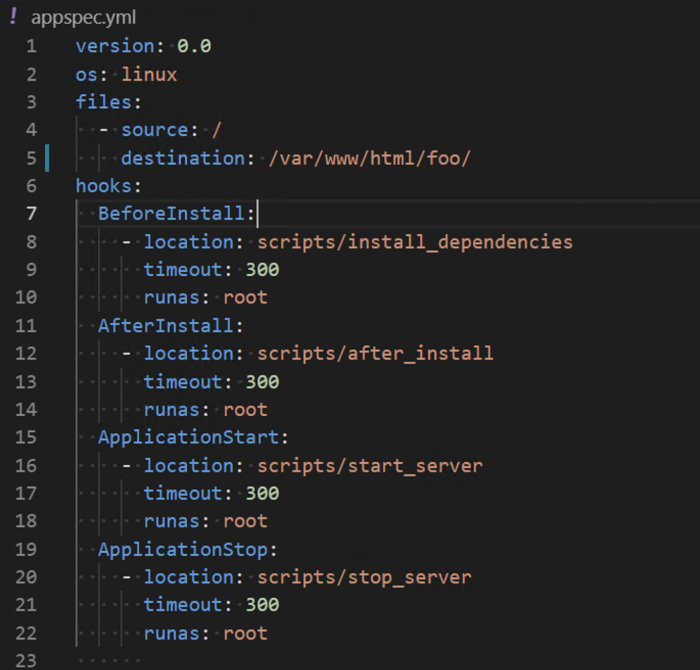 ! appspec.yml
1 version: 0.0
2 os: linux
3 files:
4   - source: /
5     destination: /var/www/html/foo/
6 hooks:
7   BeforeInstall:
8     - location: scripts/install_dependencies
9       timeout: 300
10       runas: root
11   AfterInstall:
12     - location: scripts/after_install
13       timeout: 300
14       runas: root
15   ApplicationStart:
16     - location: scripts/start_server
17       timeout: 300
18       runas: root
19   ApplicationStop:
20     - location: scripts/stop_server
21       timeout: 300
22       runas: root
23